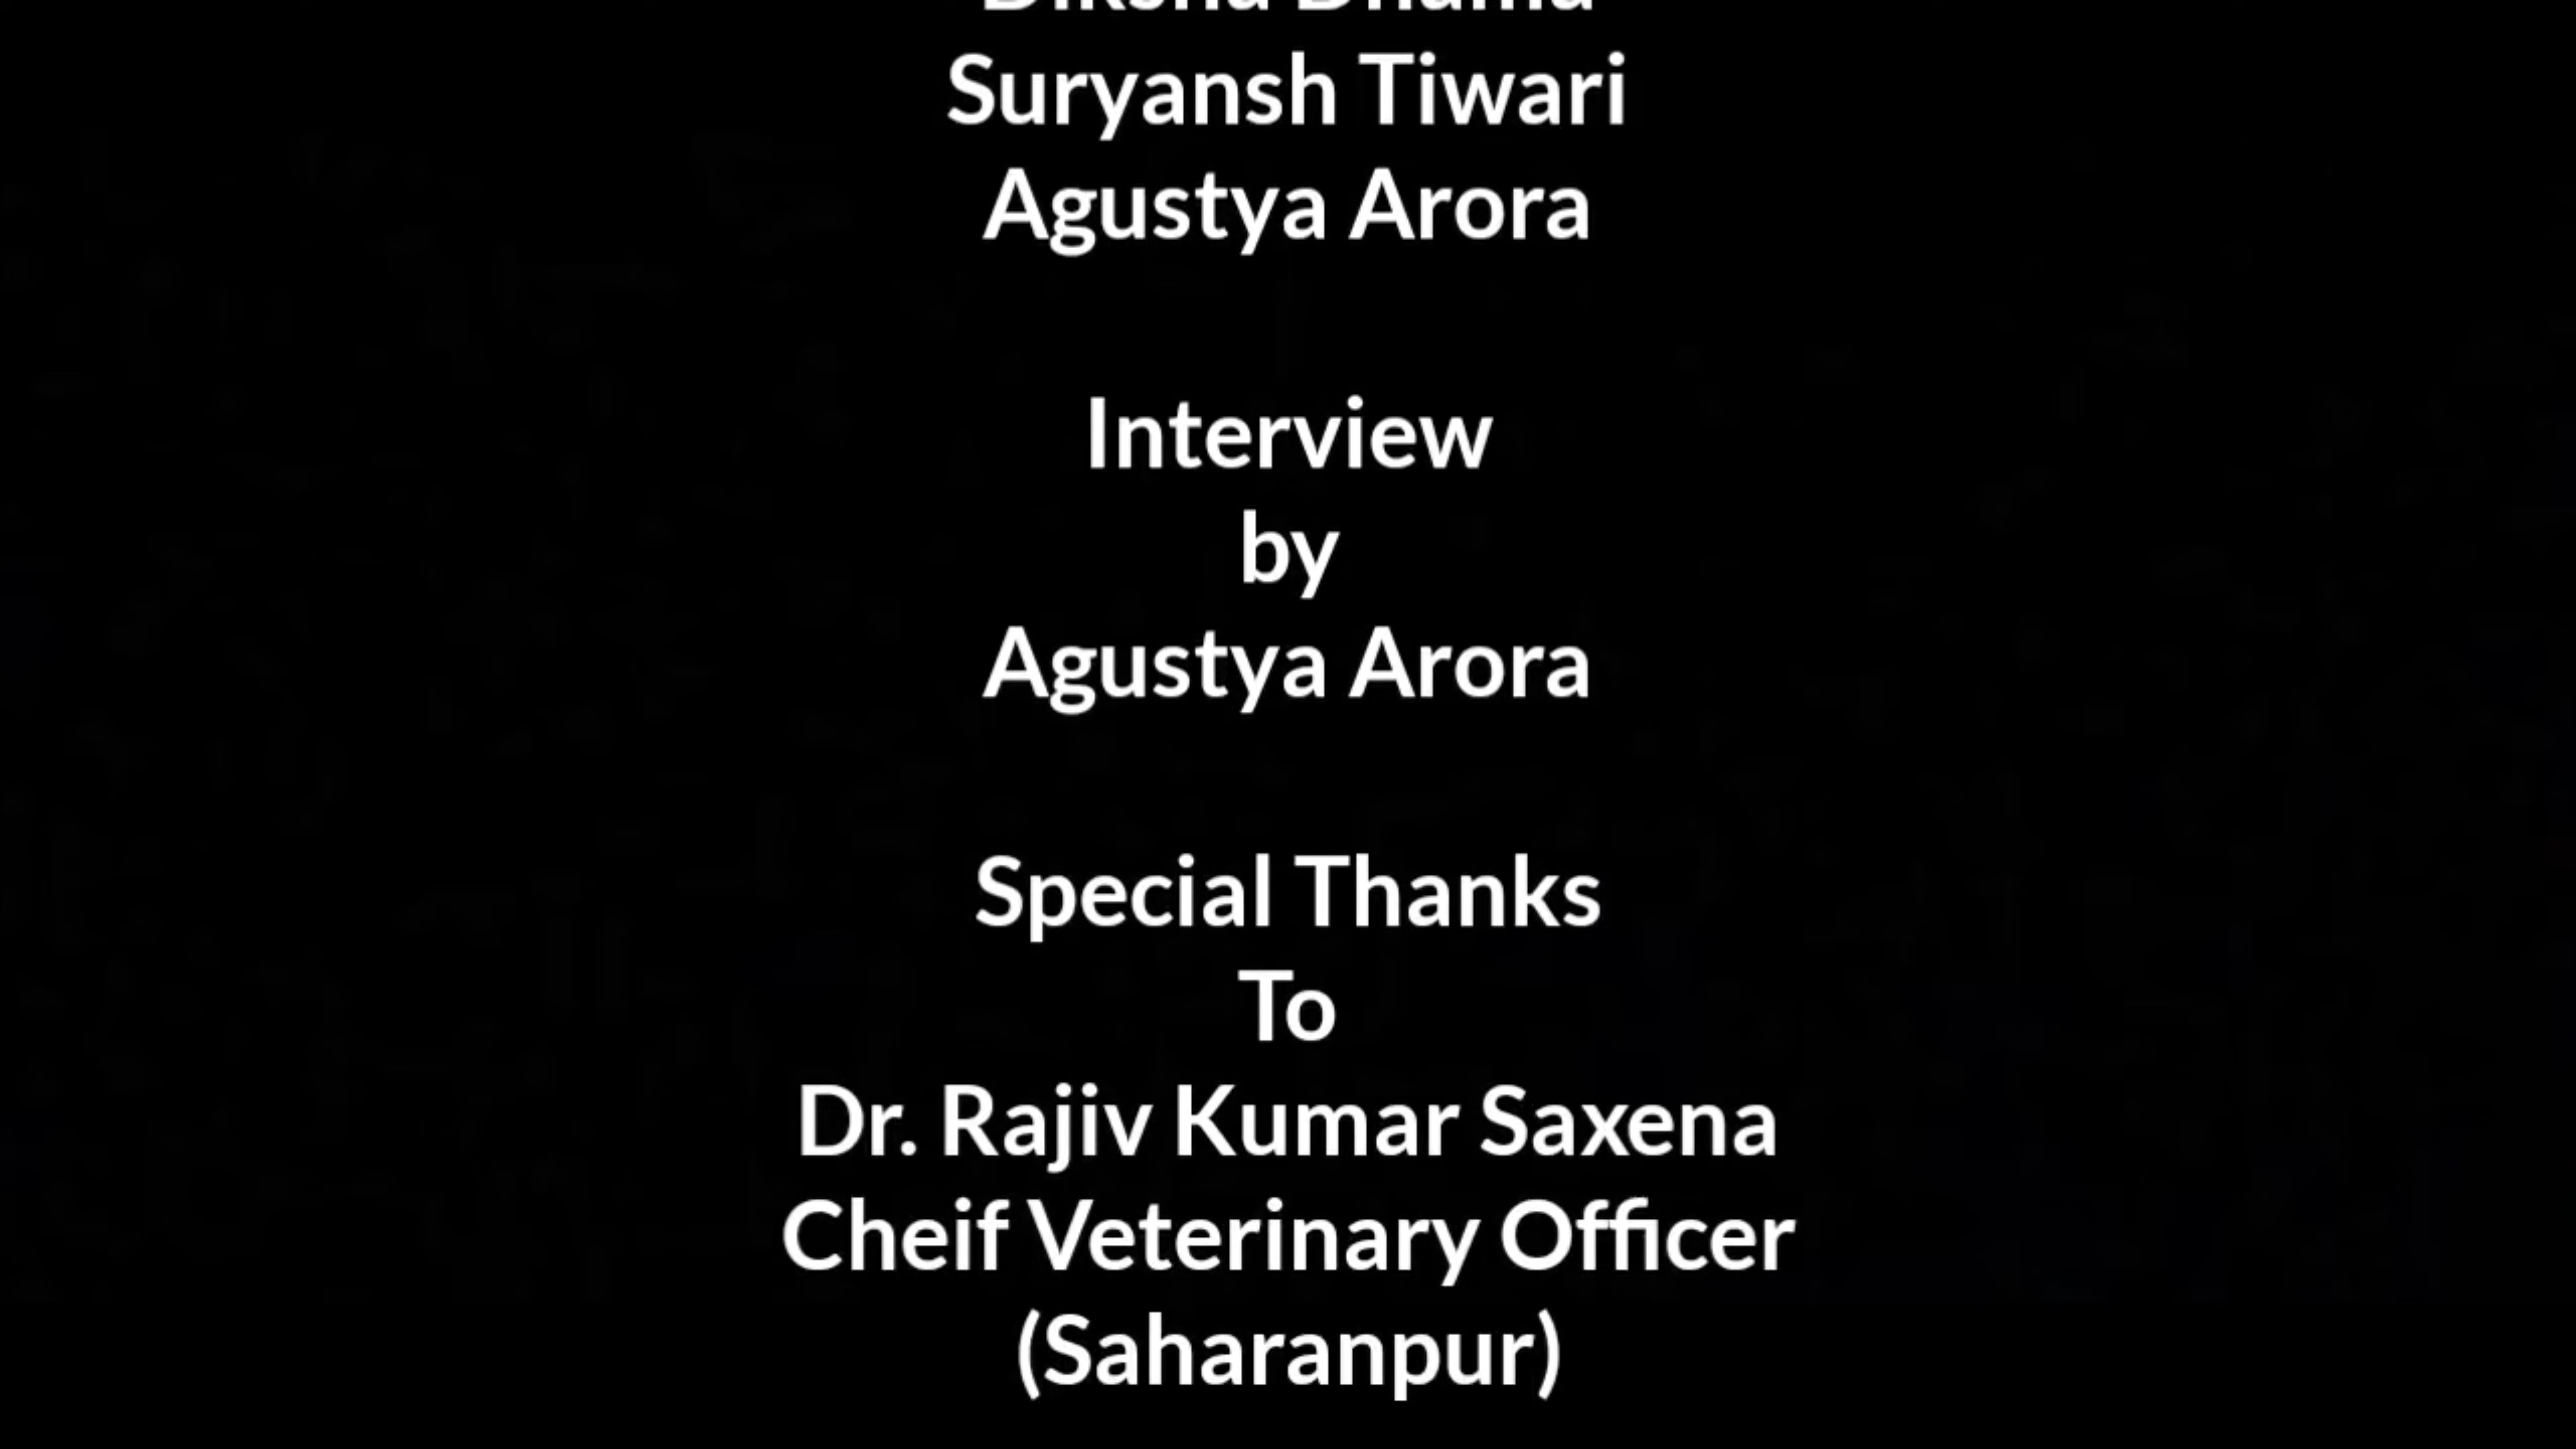 Suryansh Tiwari
Agustya Arora
Interview
by
Agustya Arora
Special Thanks
To
Dr. Rajiv Kumar Saxena
Cheif Veterinary Officer
(Saharanpur)